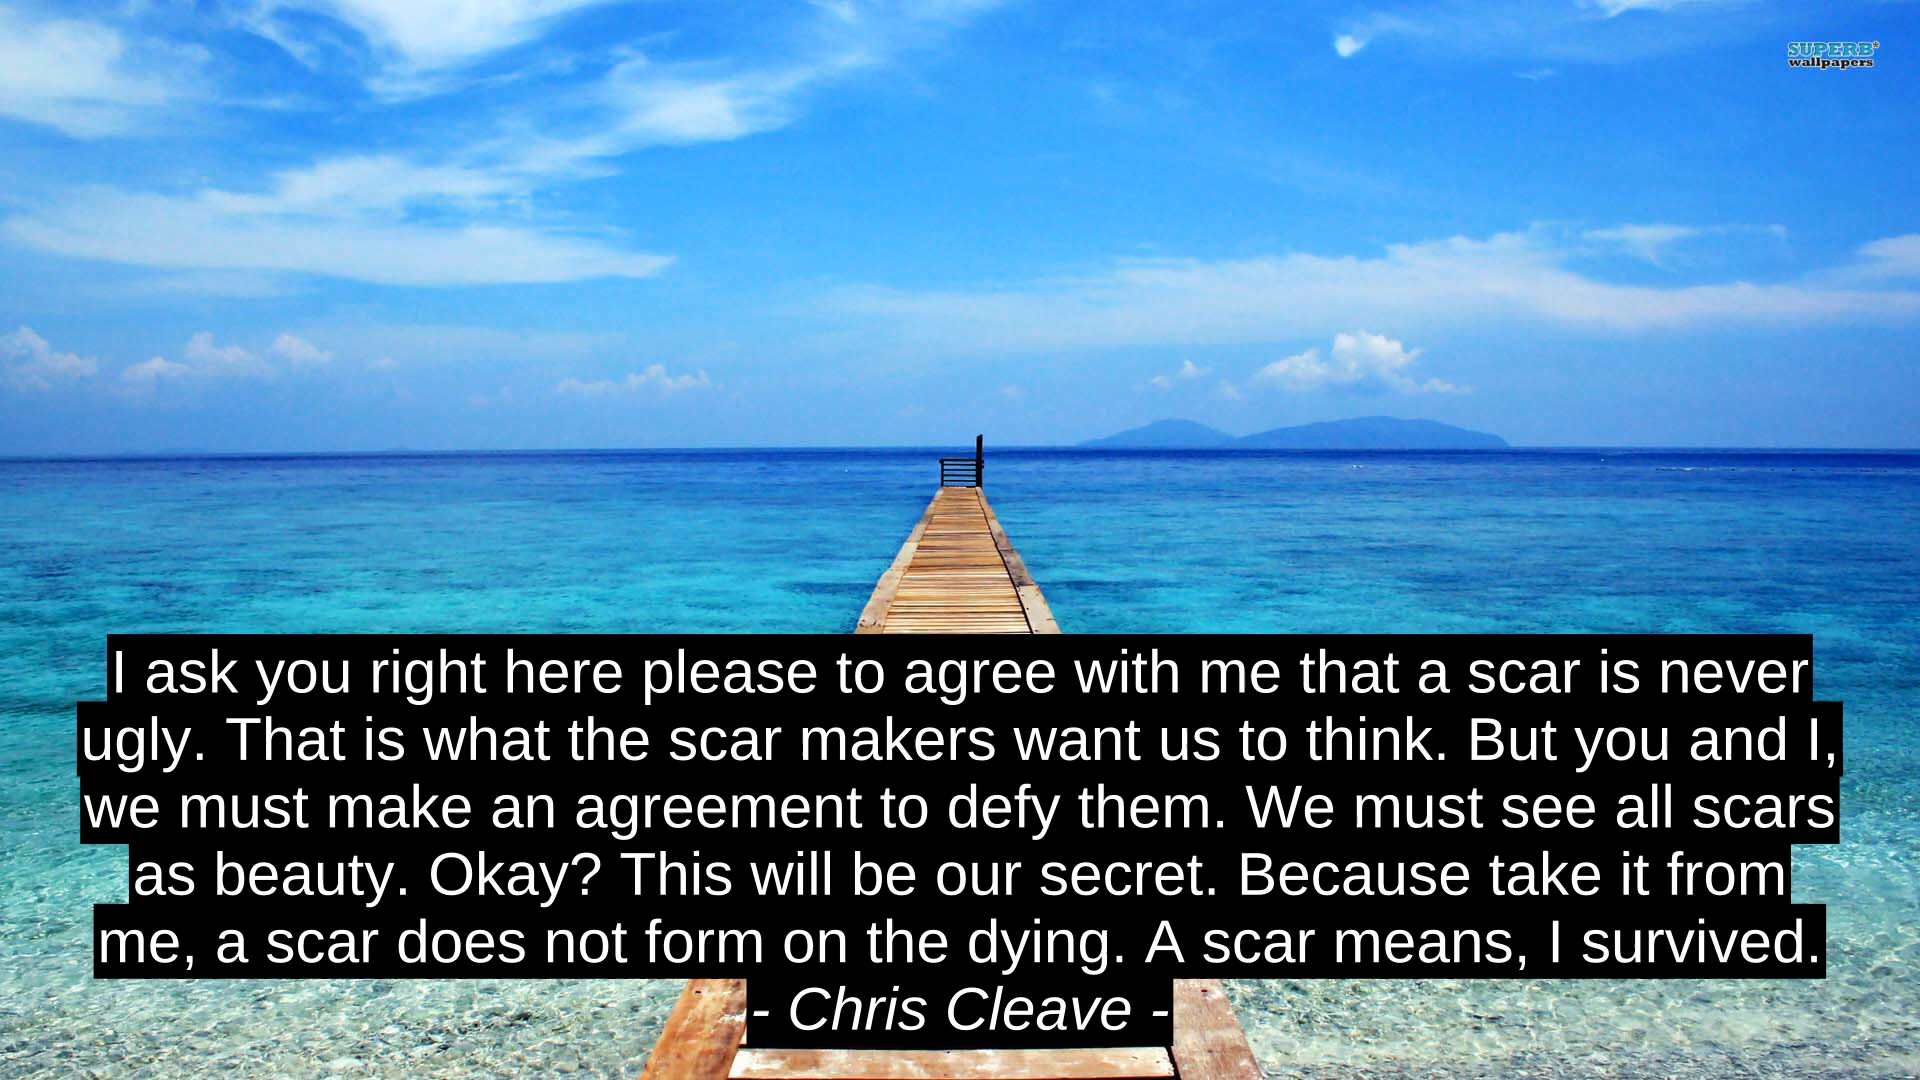 SUPERB
wallpapers
I ask you right here please to agree with me that a scar is never
ugly. That is what the scar makers want us to think. But you and I,
we must make an agreement to defy them. We must see all scars
as beauty. Okay? This will be our secret. Because take it from
me, a scar does not form on the dying. A scar means, I survived.
- Chris Cleave -